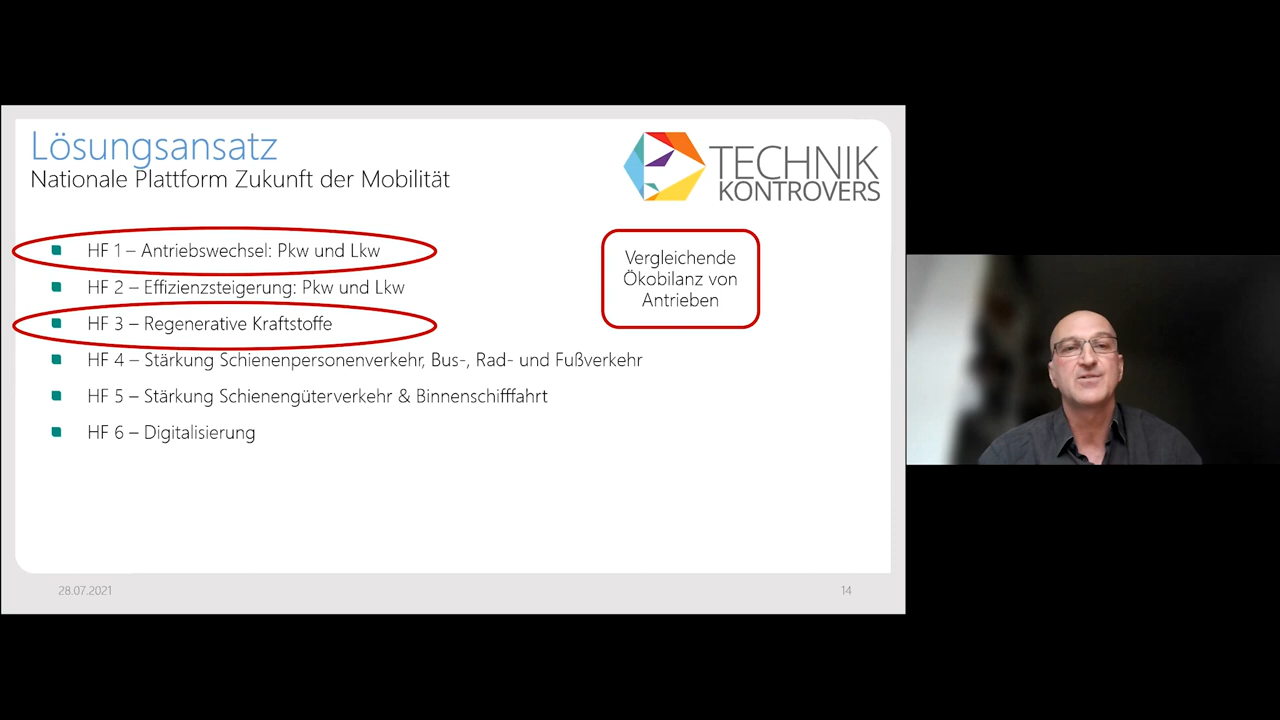 Lösungsansatz
Nationale Plattform Zukunft der Mobilität
TECHNIK
KONTROVERS
HF 1 – Antriebswechsel: Pkw und Lkw
HF 2 – Effizienzsteigerung: Pkw und Lkw
HF 3 – Regenerative Kraftstoffe
HF 4 – Stärkung Schienenpersonenverkehr, Bus-, Rad- und Fußverkehr
HF 5 – Stärkung Schienengüterverkehr & Binnenschifffahrt
HF 6 – Digitalisierung
Vergleichende
Ökobilanz von
Antrieben
28.07.2021
14